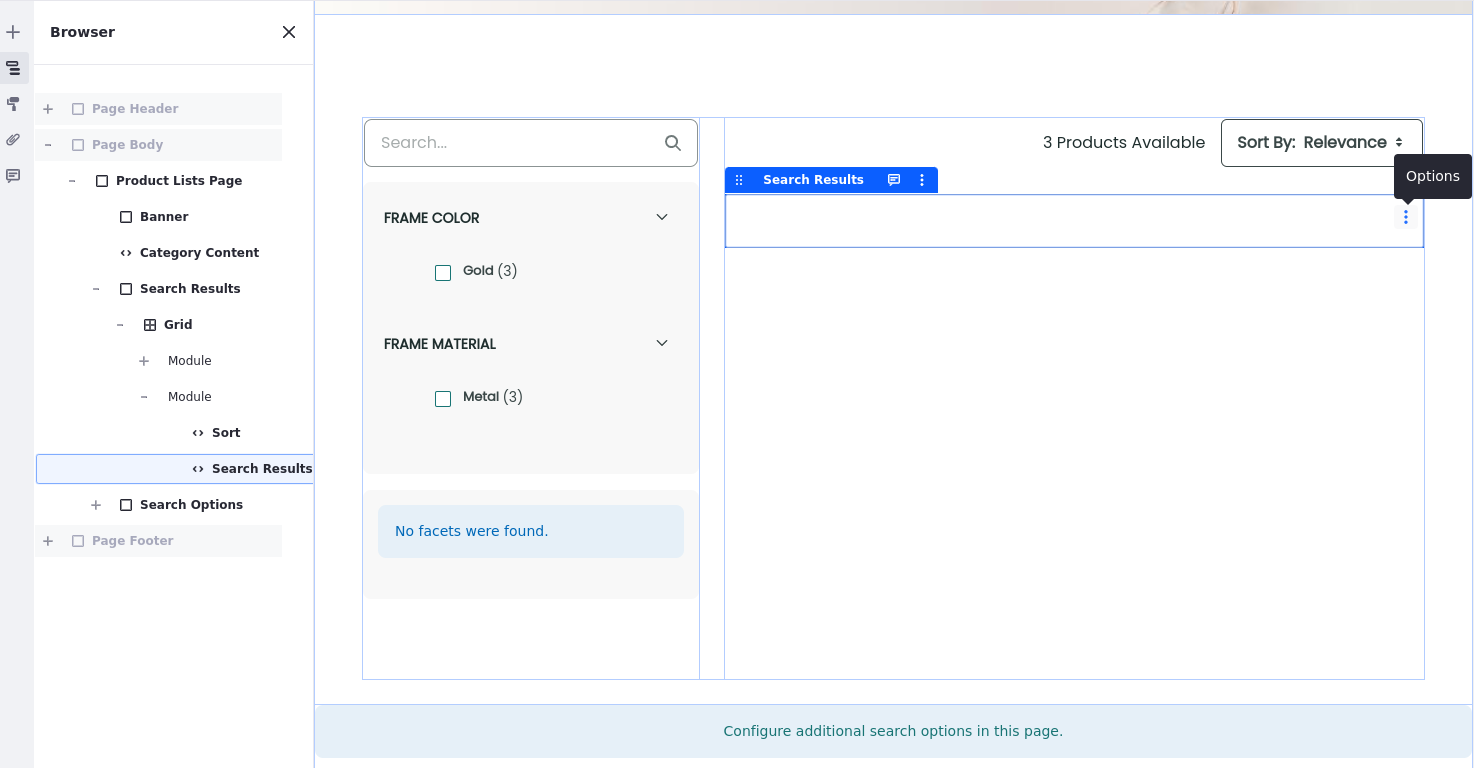 Browser
Page Header
Page Body
Product Lists Page
Banner
Category Content
Search Results
Grid
Module
Module
Sort
Search Results
Search Options
Page Footer
Search...
FRAME COLOR
Gold (3)
FRAME MATERIAL
Metal (3)
No facets were found.
3 Products Available
Sort By: Relevance
Search Results
Options
Configure additional search options in this page.